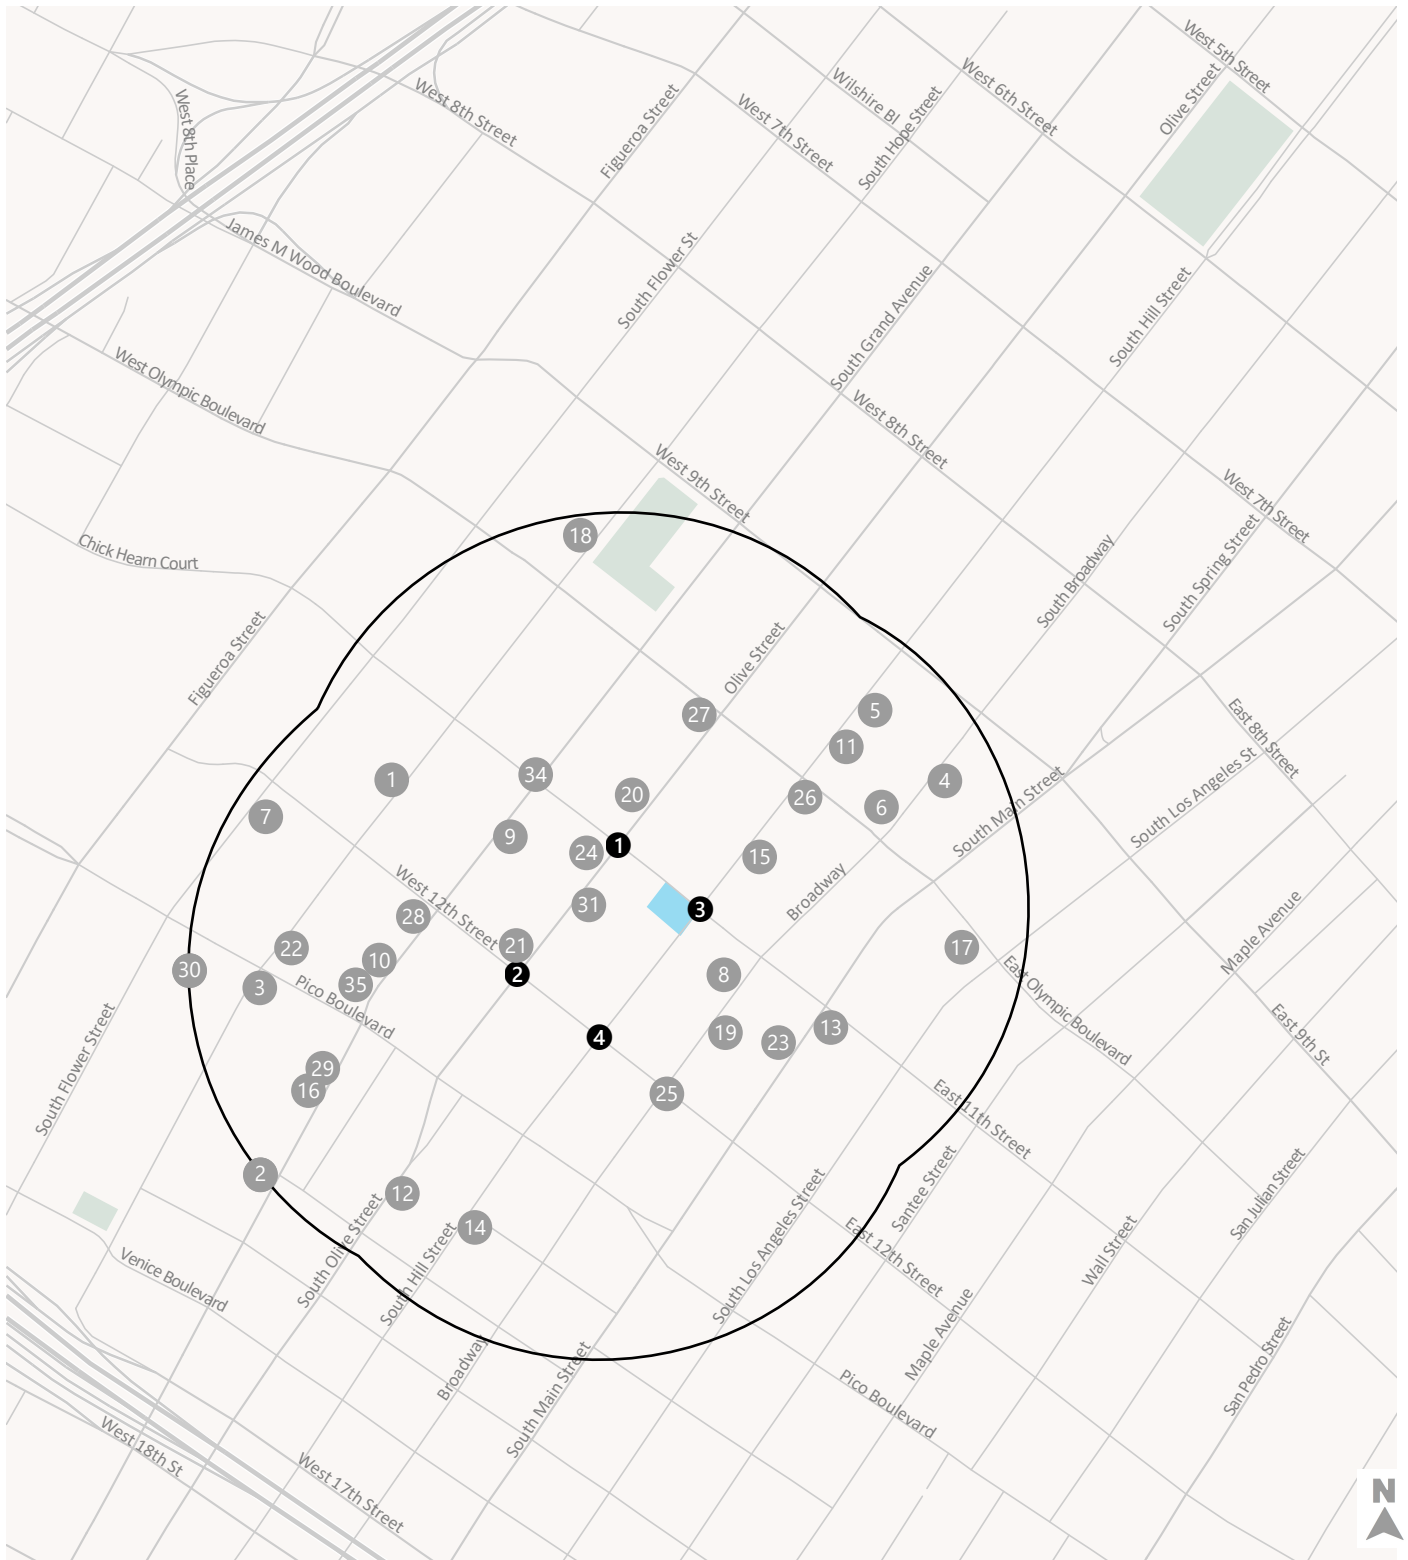 West 5th Street
Olive Street
West 6th Street
Wilshire Bl
South Hope Street
West 7th Street
West 8th Street
Figueroa Street
West 8th Place
James M Wood Boulevard
South Flower St
South Grand Avenue
South Hill Street
West Olympic Boulevard
West 8th Street
West 9th Street
West 7th Street
South Spring Street
South Broadway
Chick Hearn Court
18
Figueroa Street
Olive Street
27
5
11
East 8th Street
South Los Angeles St
1
34
20
26
6
4
South Main Street
7
9
24
1
15
Broadway
West 12th Street
28
31
3
Maple Avenue
22
10
21
2
8
17
30
3
35
Pico Boulevard
East Olympic Boulevard
East 9th St
4
19
23
13
South Flower Street
29
16
25
East 11th Street
2
12
14
Santee Street
San Julian Street
South Olive Street
South Hill Street
South Los Angeles Street
East 12th Street
Wall Street
Venice Boulevard
Broadway
South Main Street
Maple Avenue
San Pedro Street
Pico Boulevard
West 18th St
West 17th Street
N